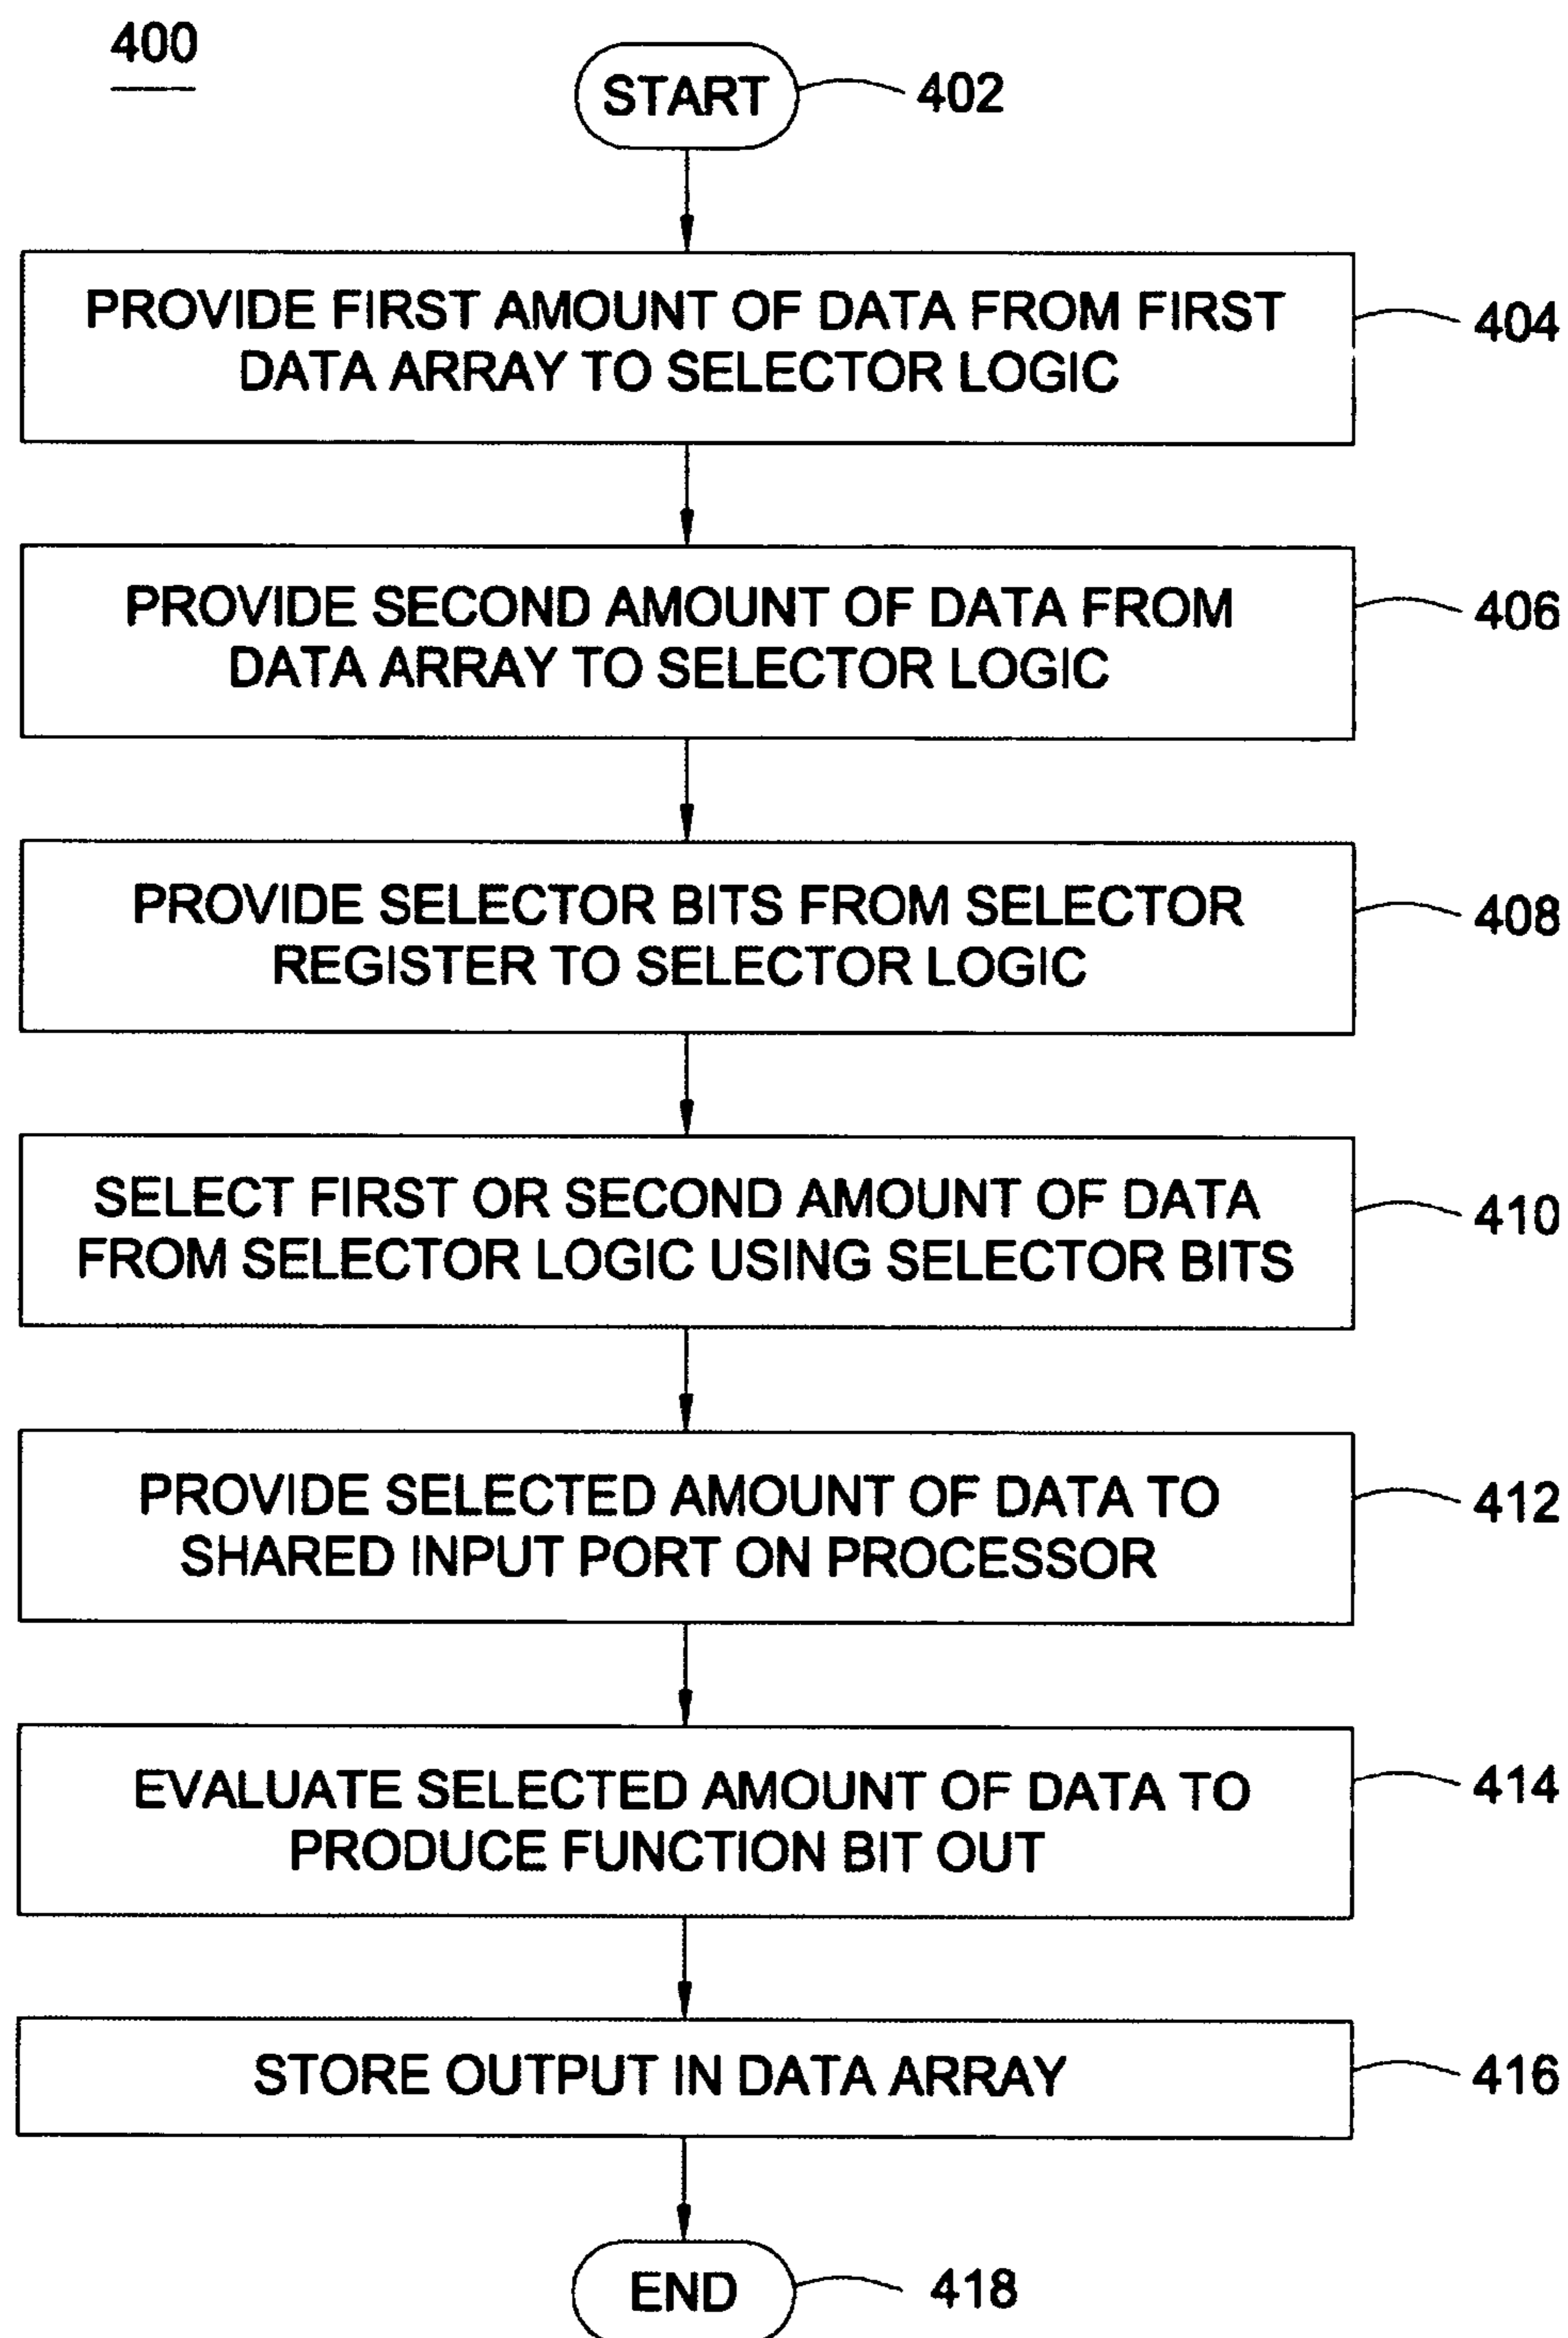 400
START
402
PROVIDE FIRST AMOUNT OF DATA FROM FIRST
DATA ARRAY TO SELECTOR LOGIC
404
PROVIDE SECOND AMOUNT OF DATA FROM
DATA ARRAY TO SELECTOR LOGIC
406
PROVIDE SELECTOR BITS FROM SELECTOR
REGISTER TO SELECTOR LOGIC
408
SELECT FIRST OR SECOND AMOUNT OF DATA
FROM SELECTOR LOGIC USING SELECTOR BITS
410
PROVIDE SELECTED AMOUNT OF DATA TO
SHARED INPUT PORT ON PROCESSOR
412
EVALUATE SELECTED AMOUNT OF DATA TO
PRODUCE FUNCTION BIT OUT
414
STORE OUTPUT IN DATA ARRAY
416
END
418